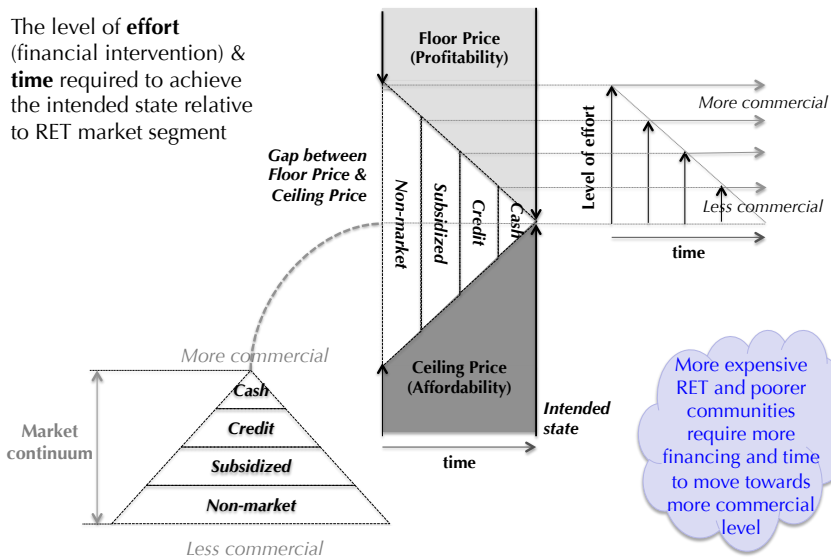 The level of effort
(financial intervention) &
time required to achieve
the intended state relative
to RET market segment
Floor Price
(Profitability)
Gap between
Floor Price &
Ceiling Price
Non-market
Subsidized
Credit
Cash
Ceiling Price
(Affordability)
Intended
state
time
Level of effort
More commercial
Less commercial
time
More commercial
Cash
Credit
Subsidized
Non-market
Market
continuum
Less commercial
More expensive
RET and poorer
communities
require more
financing and time
to move towards
more commercial
level